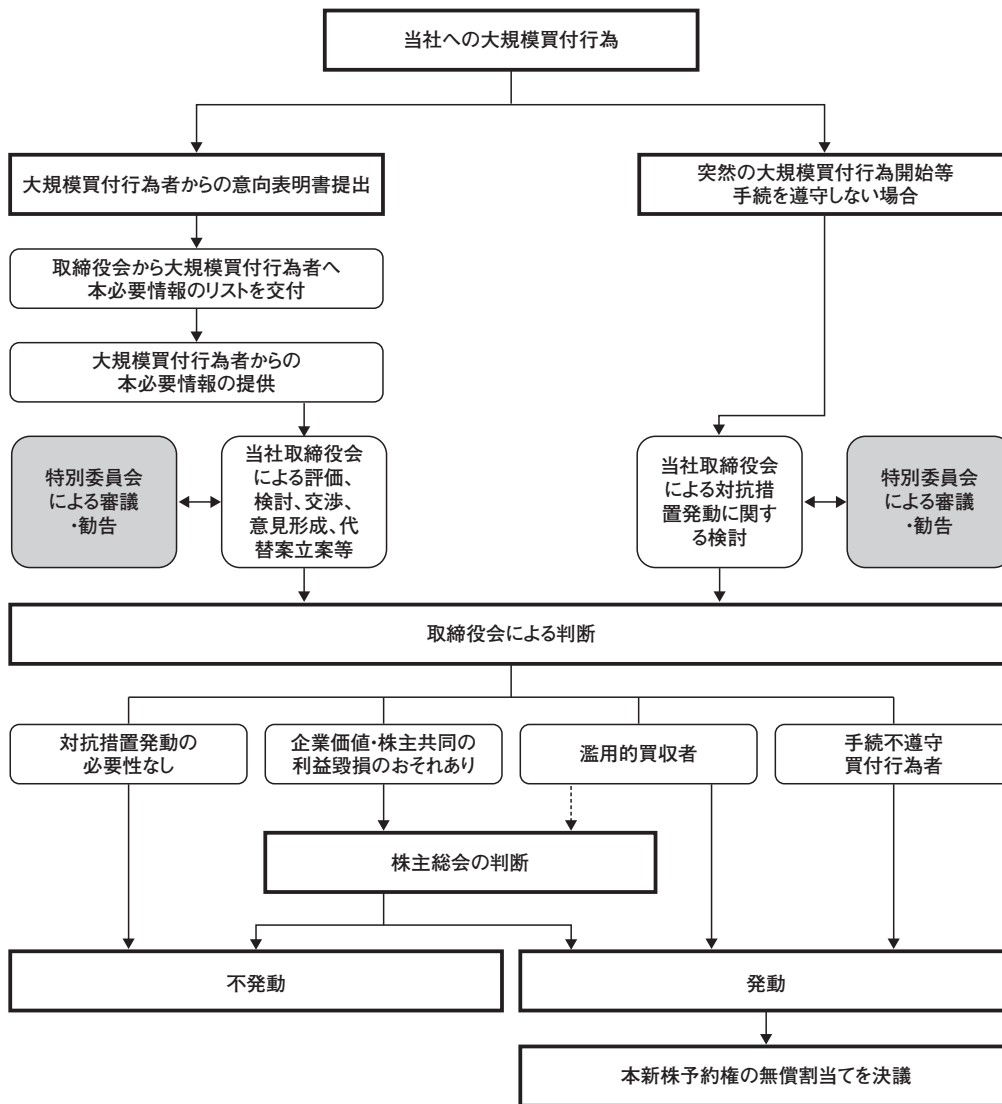 当社への大規模買付行為
大規模買付行為者からの意向表明書提出
突然の大規模買付行為開始等
手続を遵守しない場合
取締役会から大規模買付行為者へ
本必要情報のリストを交付
大規模買付行為者からの
本必要情報の提供
特別委員会
による審議
・勧告
当社取締役会
による評価、
検討、交渉、
意見形成、代
替案立案等
当社取締役会
による対抗措
置発動に関す
る検討
特別委員会
による審議
・勧告
取締役会による判断
対抗措置発動の
必要性なし
企業価値・株主共同の
利益毀損のおそれあり
濫用的買収者
手続不遵守
買付行為者
株主総会の判断
不発動
発動
本新株予約権の無償割当てを決議